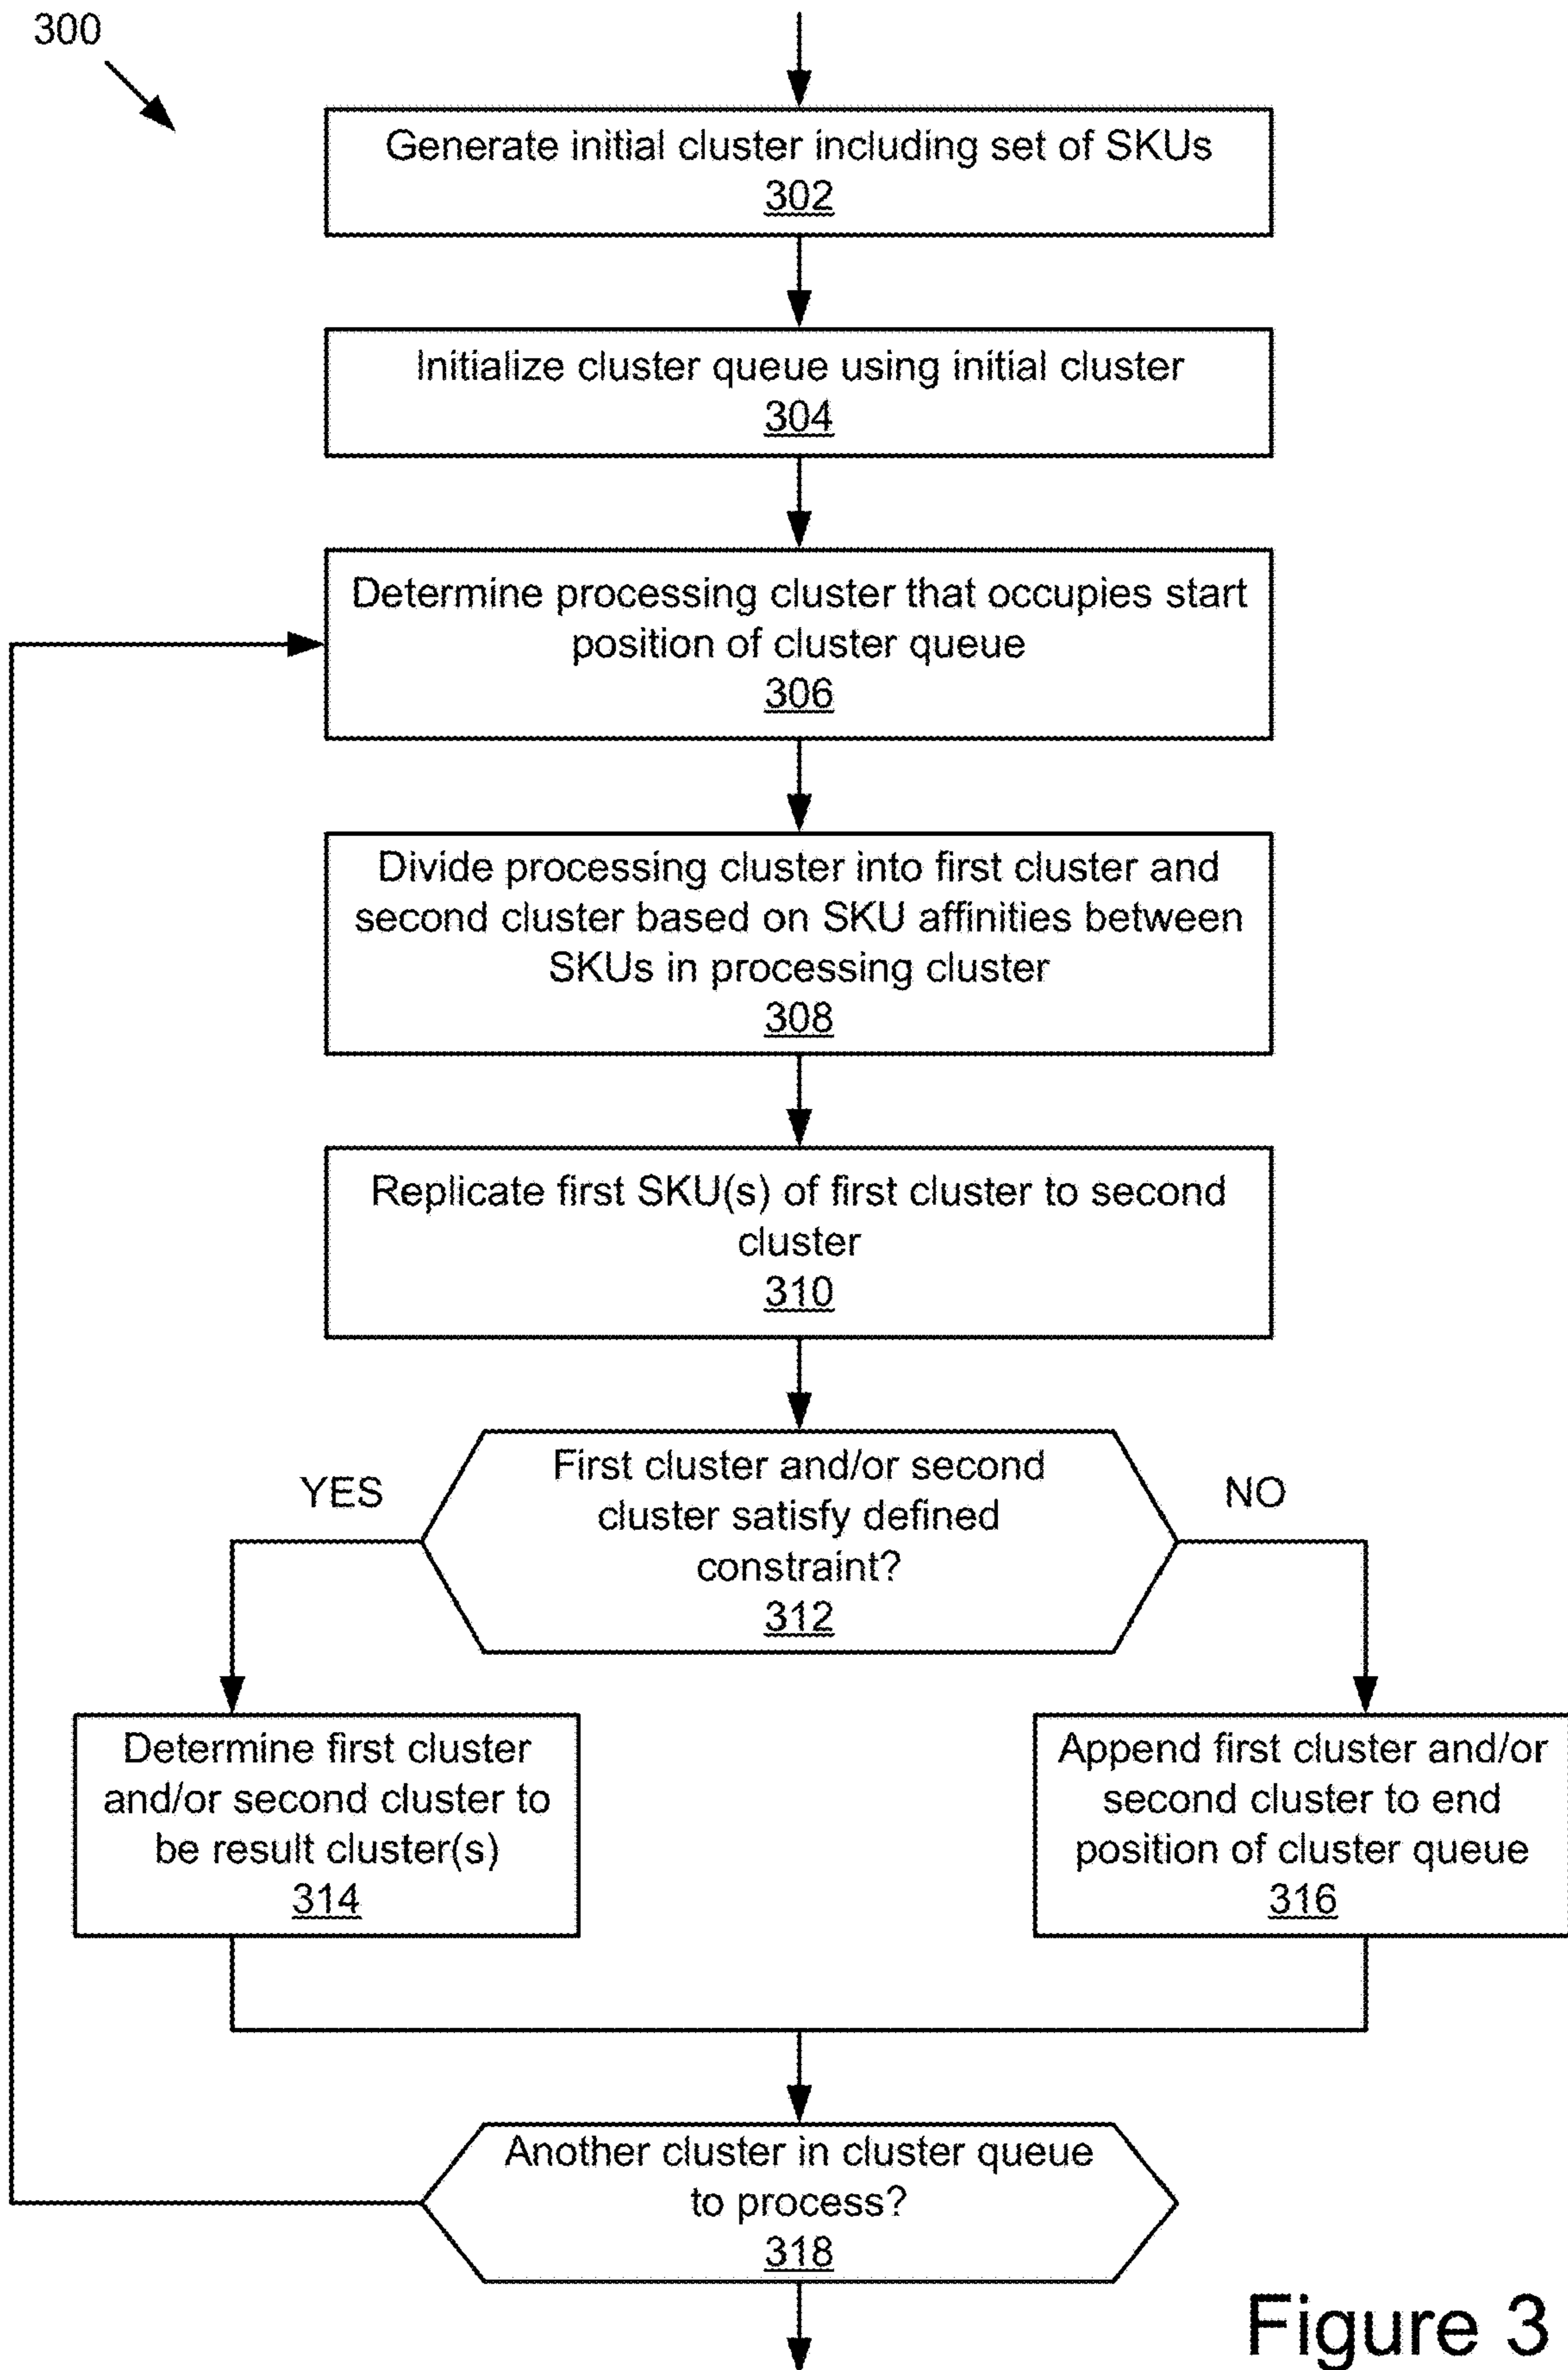 300
Generate initial cluster including set of SKUs
302
Initialize cluster queue using initial cluster
304
Determine processing cluster that occupies start
position of cluster queue
306
Divide processing cluster into first cluster and
second cluster based on SKU affinities between
SKUs in processing cluster
308
Replicate first SKU(s) of first cluster to second
cluster
310
First cluster and/or second
cluster satisfy defined
constraint?
312
YES
NO
Determine first cluster
and/or second cluster to
be result cluster(s)
314
Append first cluster and/or
second cluster to end
position of cluster queue
316
Another cluster in cluster queue
to process?
318
Figure 3